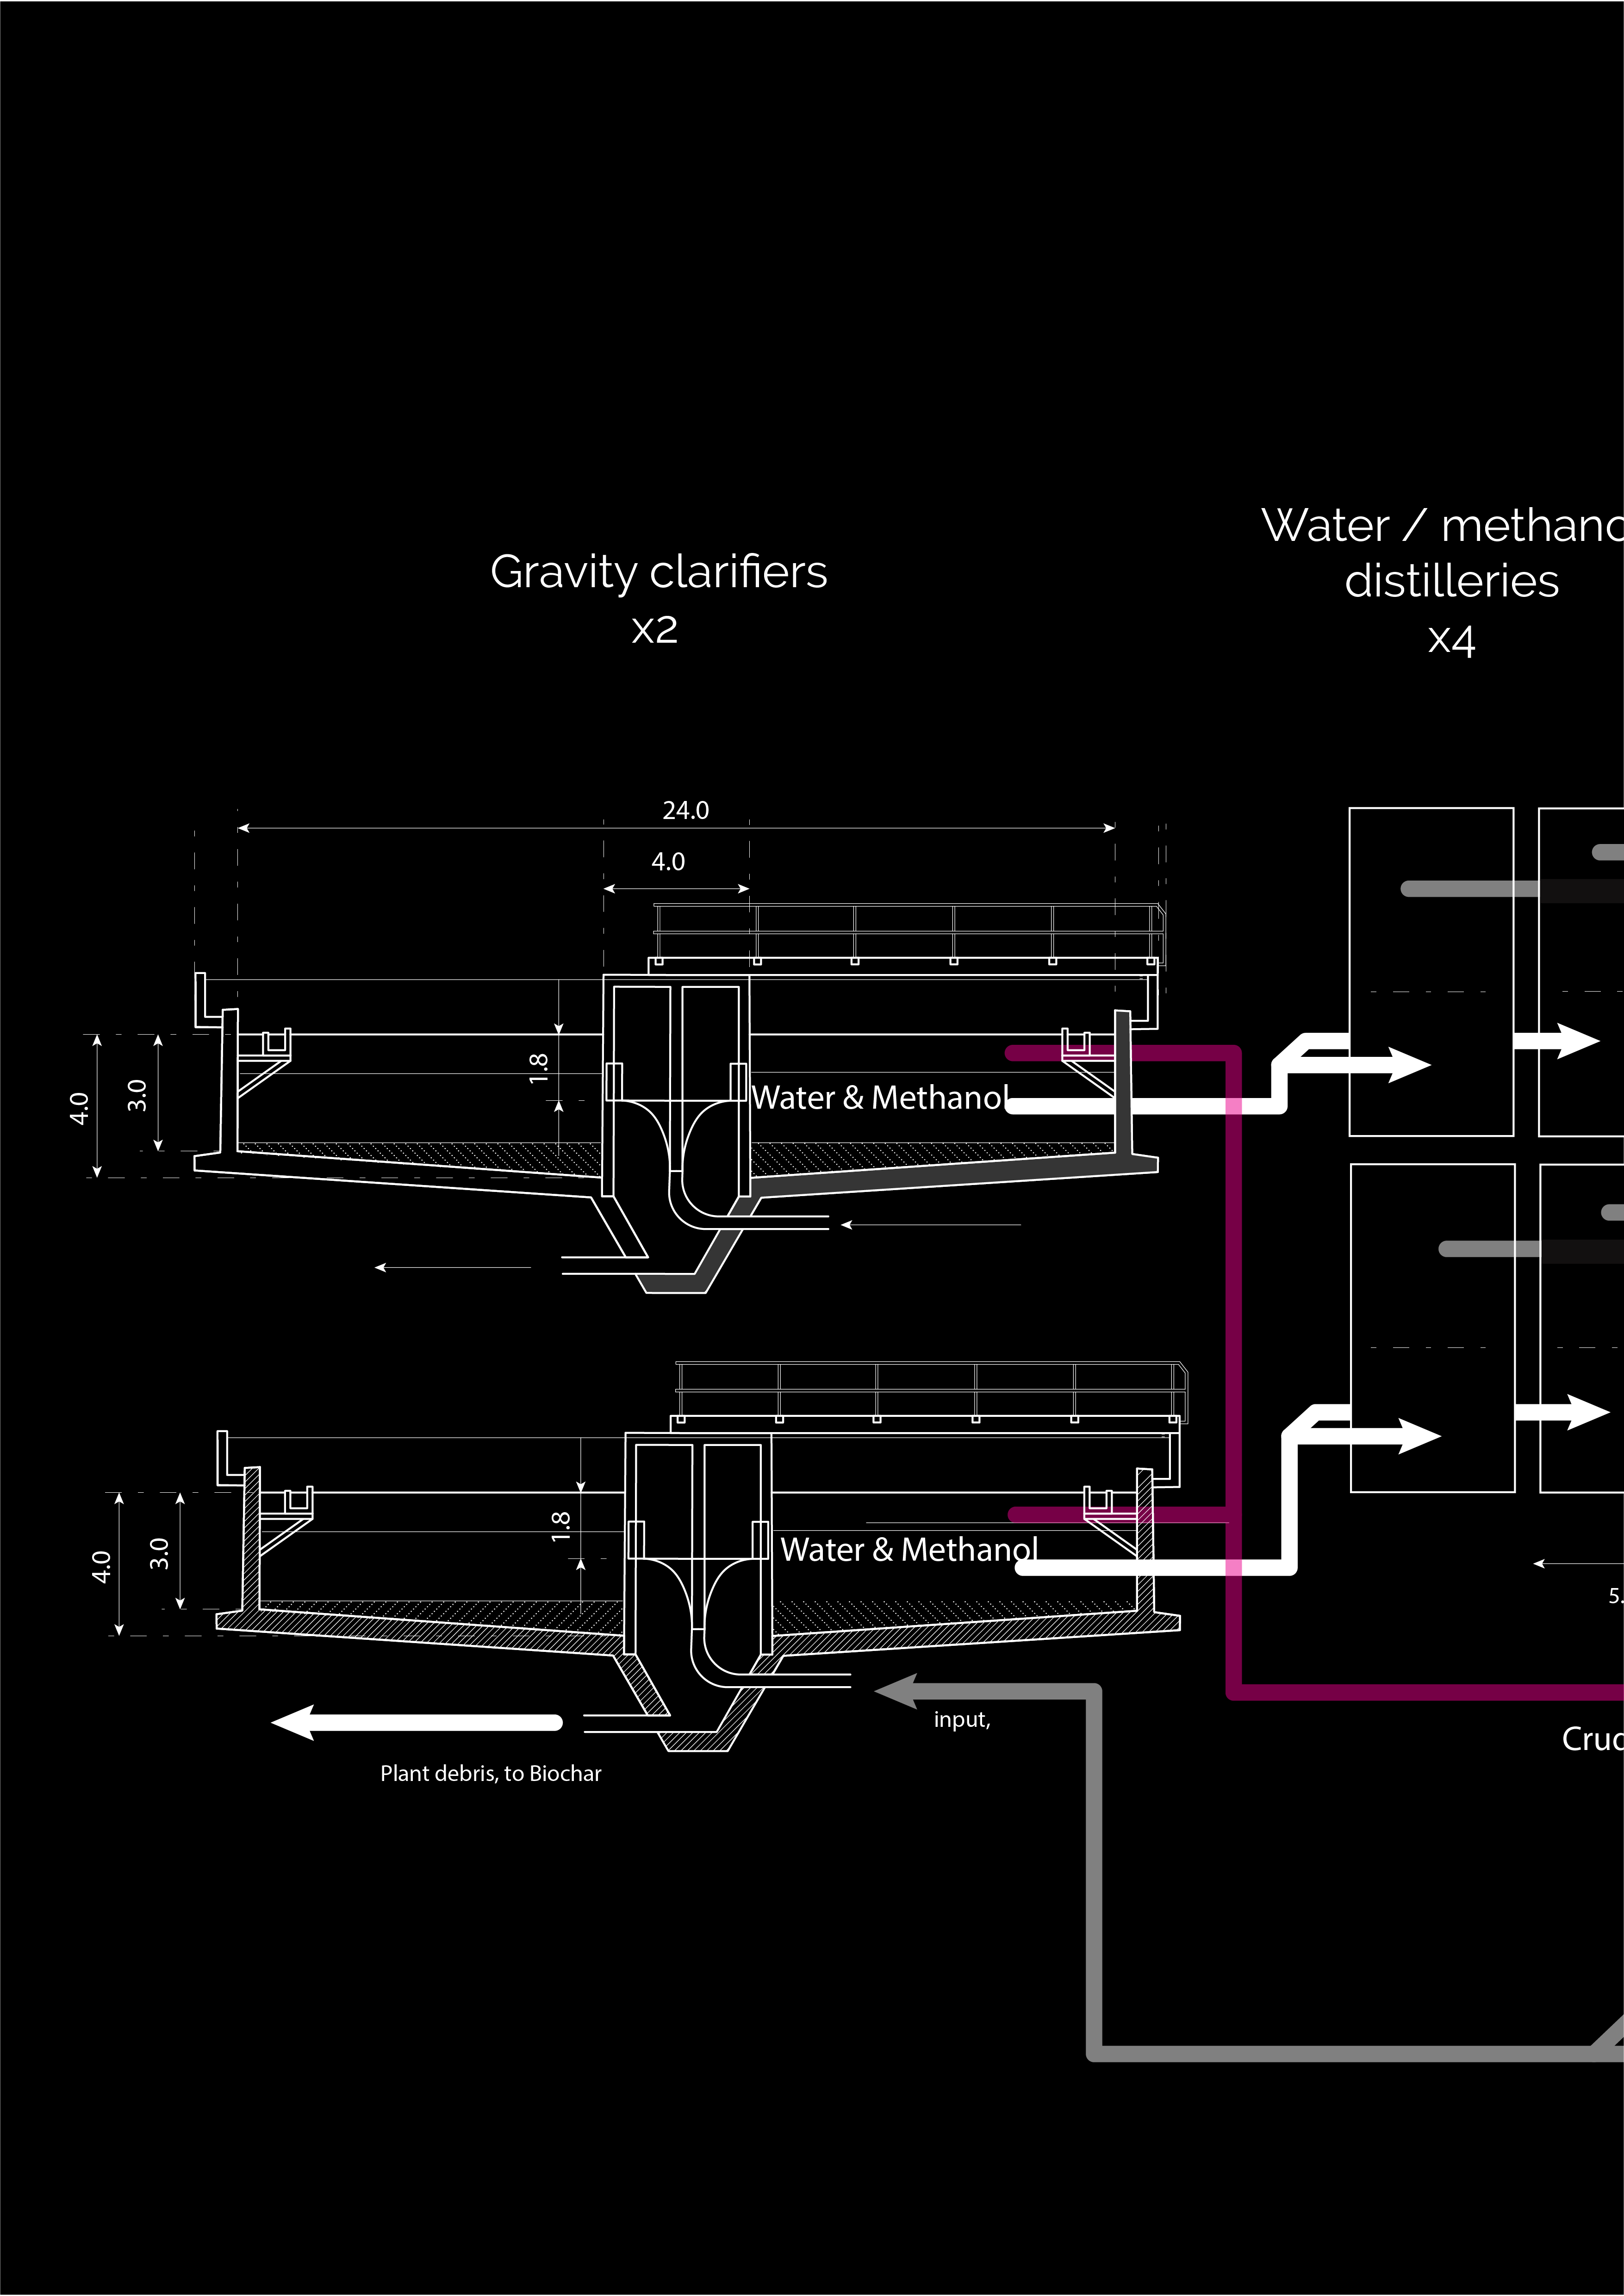 Gravity clarifiers
x2
Water / methano
distilleries
x4
24.0
4.0
1.8
3.0
4.0
Water & Methanol
1.8
3.0
4.0
Water & Methanol
5.
input,
Cruc
Plant debris, to Biochar